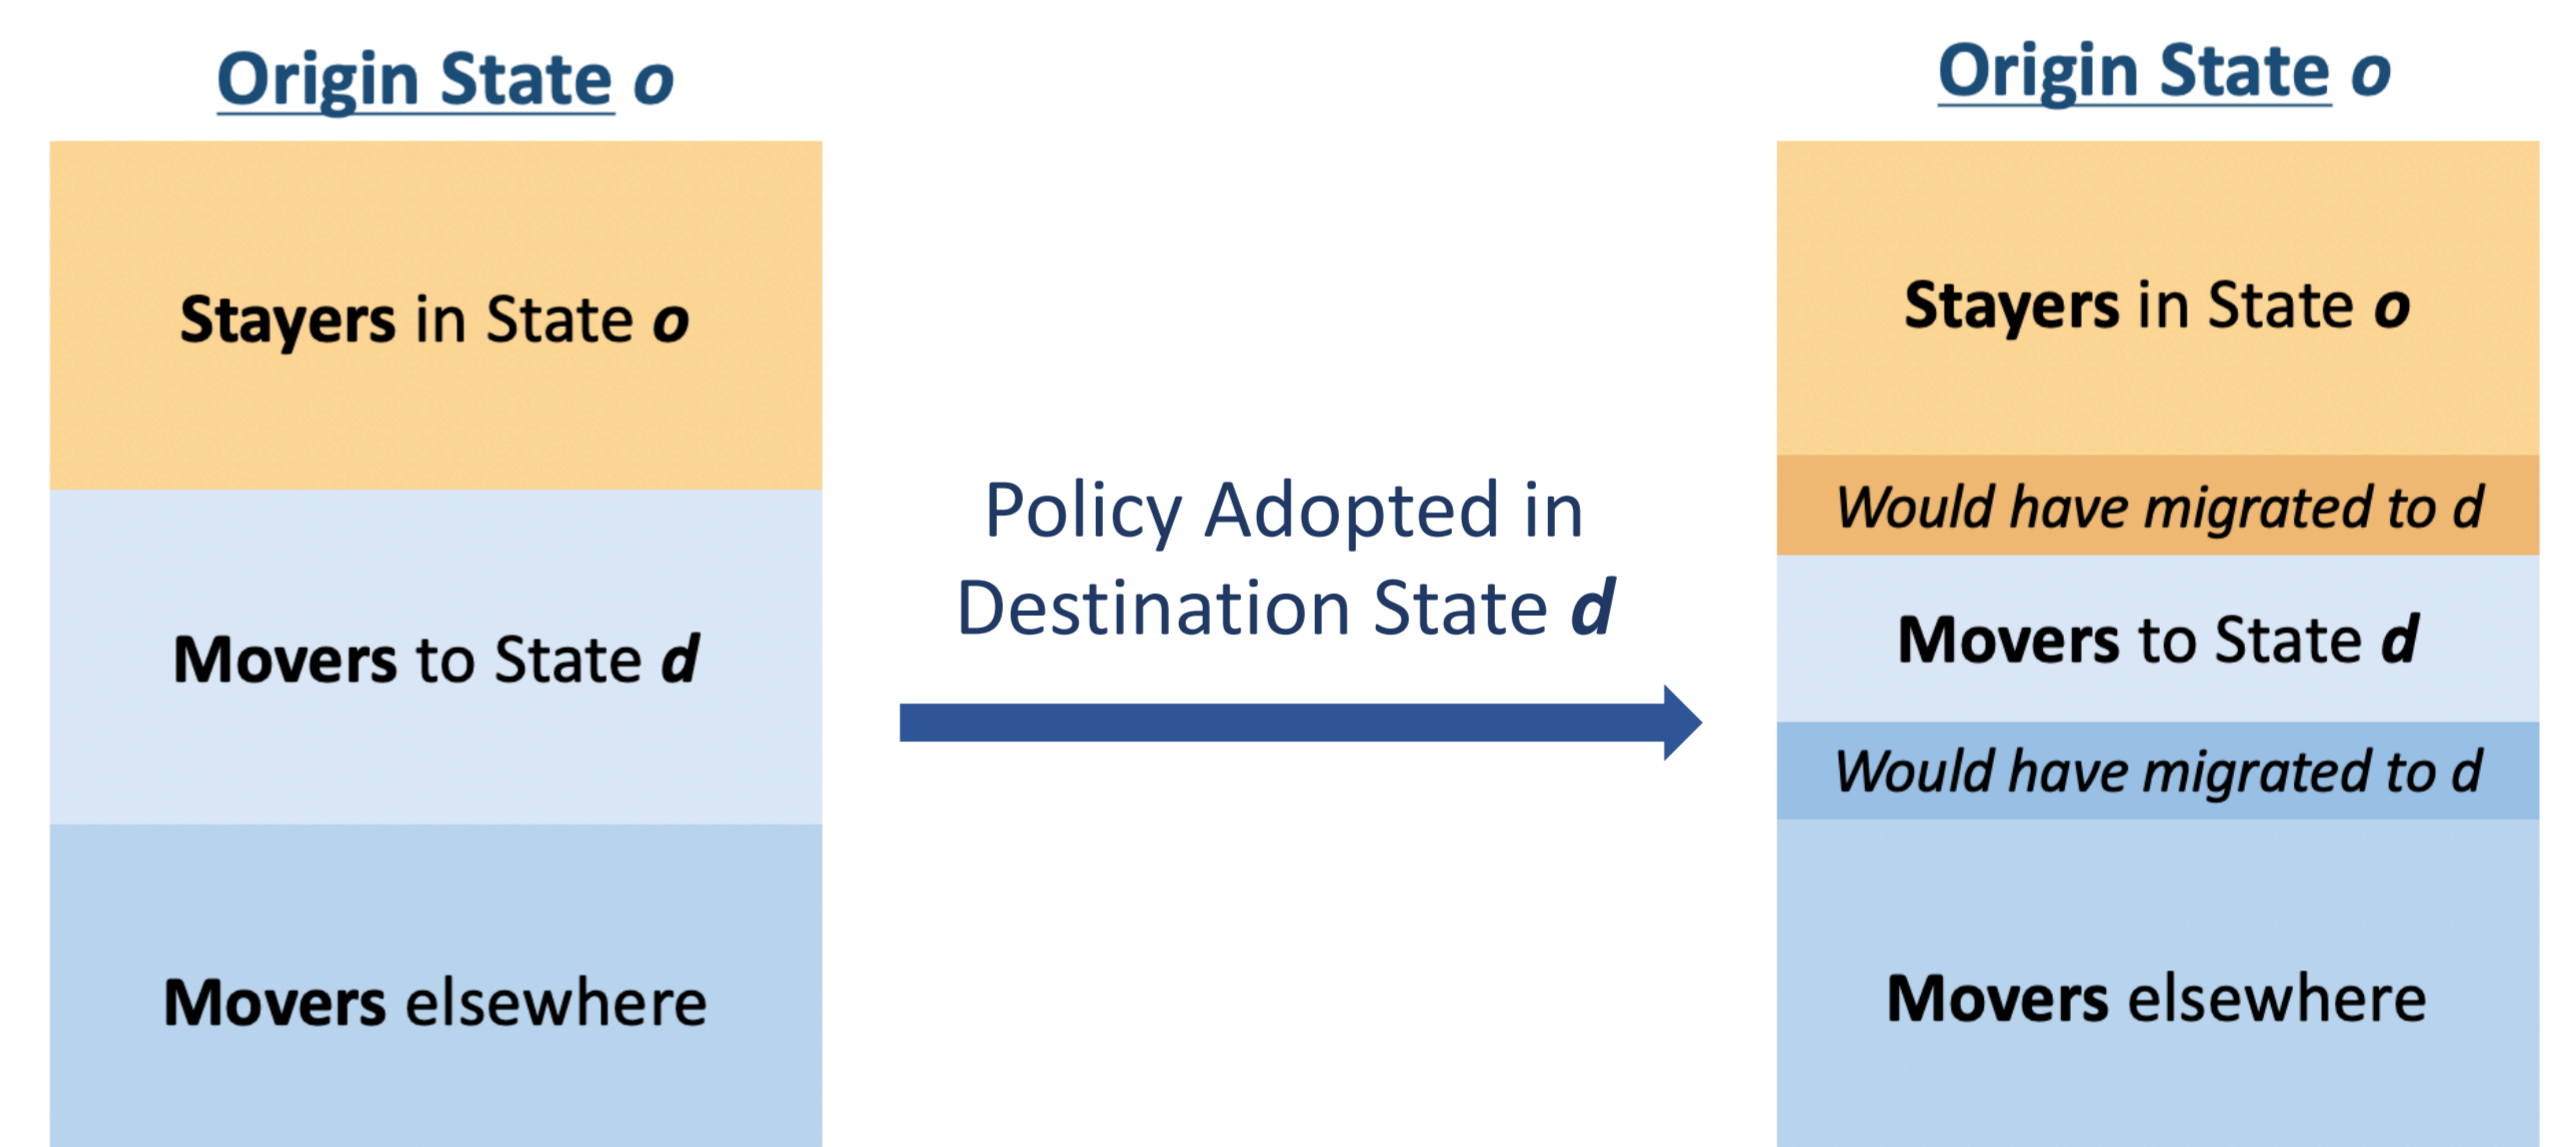 Origin State o
Stayers in State o
Movers to State d
Movers elsewhere
Policy Adopted in
Destination State d
Origin State o
Stayers in State o
Would have migrated to d
Movers to State d
Would have migrated to d
Movers elsewhere